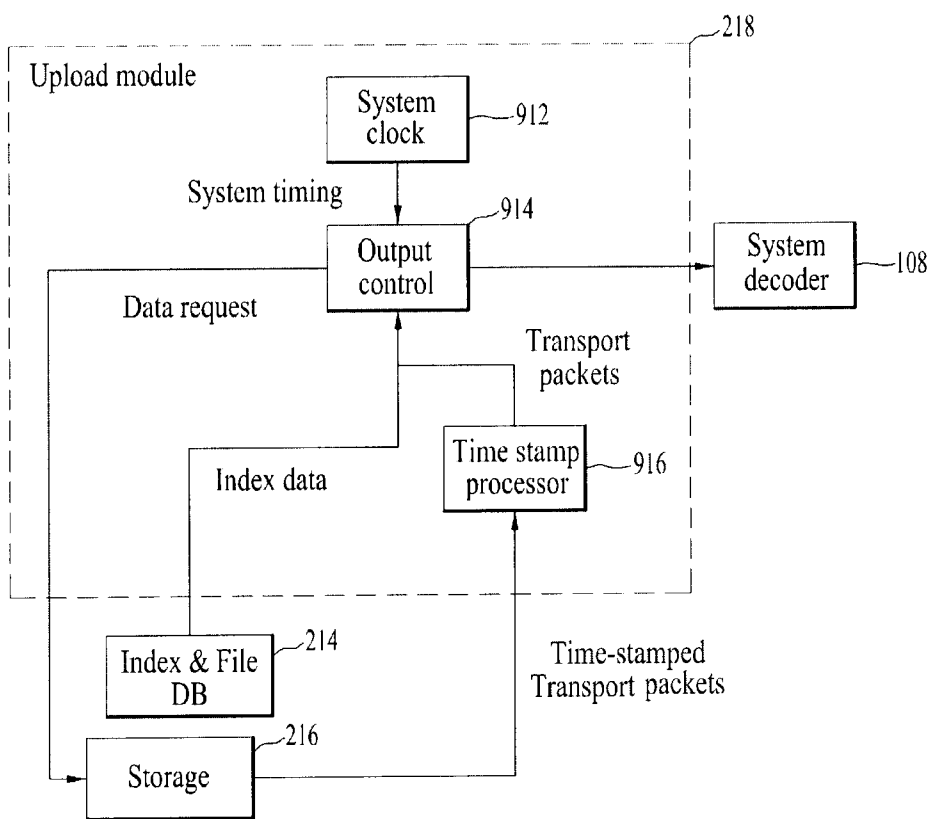 218
Upload module
System
clock
912
System timing
914
Output
control
System
decoder
108
Data request
Transport
packets
Time stamp
processor
916
Index data
Index & File
DB
214
Time-stamped
Transport packets
216
Storage